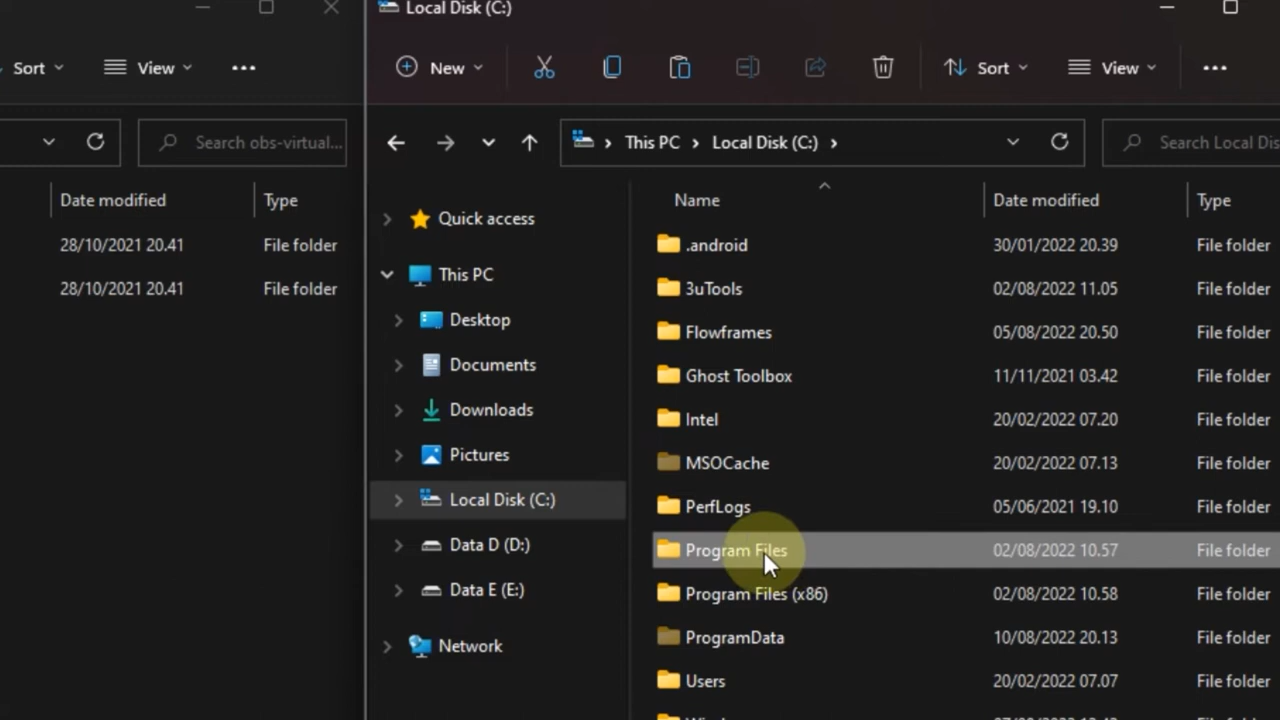 Sort
View
Search obs-virtual...
Date modified
Type
28/10/2021 20.41
File folder
28/10/2021 20.41
File folder
Local Disk (C:)
New
Sort
View
This PC
Local Disk (C:)
Search Local Dis
Quick access
This PC
Desktop
Documents
Downloads
Pictures
Local Disk (C:)
Data D (D:)
Data E (E:)
Network
Name
Date modified
Type
.android
30/01/2022 20.39
File folder
3uTools
02/08/2022 11.05
File folder
Flowframes
05/08/2022 20.50
File folder
Ghost Toolbox
11/11/2021 03.42
File folder
Intel
20/02/2022 07.20
File folder
MSOCache
20/02/2022 07.13
File folder
PerfLogs
05/06/2021 19.10
File folder
Program Files
02/08/2022 10.57
File folder
Program Files (x86)
02/08/2022 10.58
File folder
ProgramData
10/08/2022 20.13
File folder
Users
20/02/2022 07.07
File folder